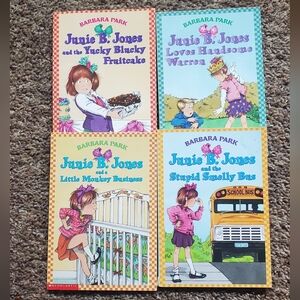 BARBARA PARK
Junie B. Jones
and the Yucky Blucky
Fruitcake
BARBARA PARK
Junie B. Jones
Loves Handsome
Warren
BARBARA PARK
Junie B. Jones
and a
Little Monkey Business
SCHOLASTIC
BARBARA PARK
Junie B. Jones
and the
Stupid Smelly Bus
SCHOOL BUS